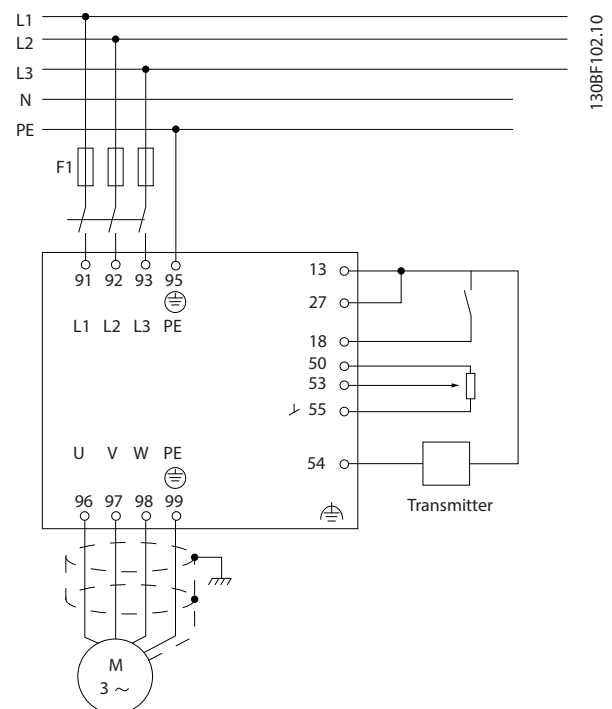 L1
L2
L3
N
PE
130BF102.10
F1
91 92 93 95
L1 L2 L3 PE
13
27
18
50
53
55
54
Transmitter
U V W PE
96 97 98 99
M
3 ~